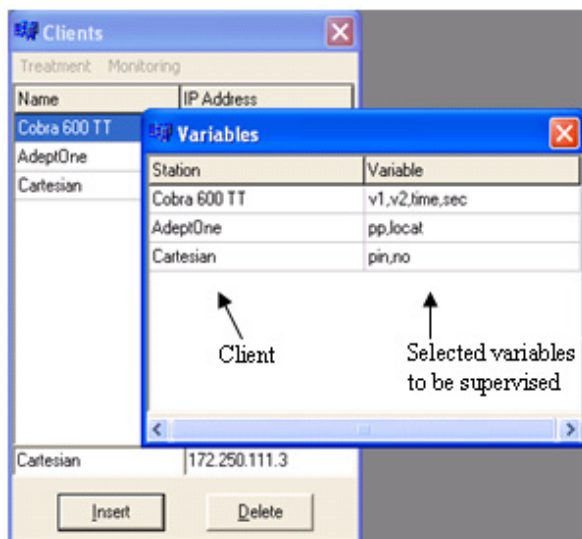 Clients
Treatment Monitoring
Name IP Address
Cobra 600 TT
AdeptOne
Cartesian
Variables
Station Variable
Cobra 600 TT v1,v2,time,sec
AdeptOne pp,locat
Cartesian pin,no
Client
Selected variables
to be supervised
Cartesian 172.250.111.3
Insert Delete